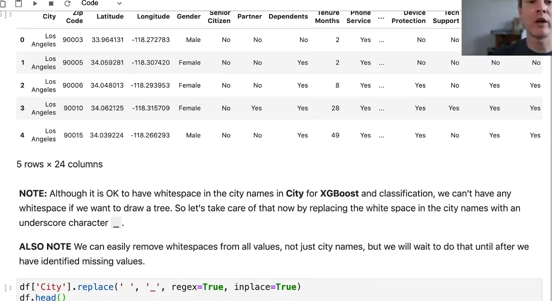 Code
City Zip Code Latitude Longitude Gender Senior Citizen Partner Dependents Tenure Months Phone Service ... Device Protection Tech Support
0 Los Angeles 90003 33.964131 -118.272783 Male No No No 2 Yes ... Yes No
1 Los Angeles 90005 34.059281 -118.307420 Female No No Yes 2 Yes ... No No No No
2 Los Angeles 90006 34.048013 -118.293953 Female No No Yes 8 Yes ... Yes No Yes Yes
3 Los Angeles 90010 34.062125 -118.315709 Female No Yes Yes 28 Yes ... Yes Yes Yes Yes
4 Los Angeles 90015 34.039224 -118.266293 Male No No Yes 49 Yes ... Yes No Yes Yes
5 rows × 24 columns
NOTE: Although it is OK to have whitespace in the city names in City for XGBoost and classification, we can't have any
whitespace if we want to draw a tree. So let's take care of that now by replacing the white space in the city names with an
underscore character _.
ALSO NOTE We can easily remove whitespaces from all values, not just city names, but we will wait to do that until after we
have identified missing values.
]: df['City'].replace(' ', '_', regex=True, inplace=True)
df.head()